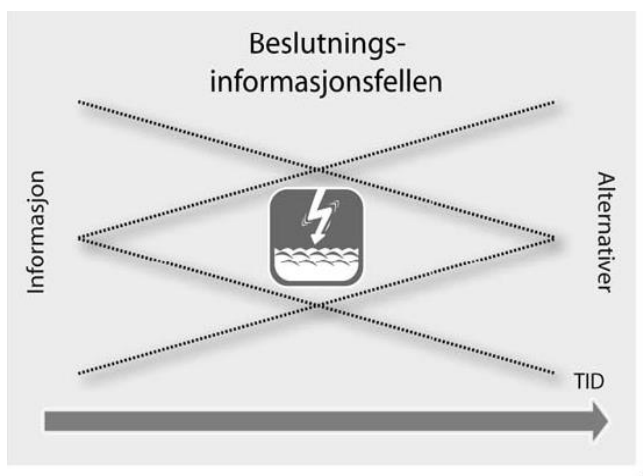 Beslutnings-
informasjonsfellen
Informasjon
Alternativer
TID